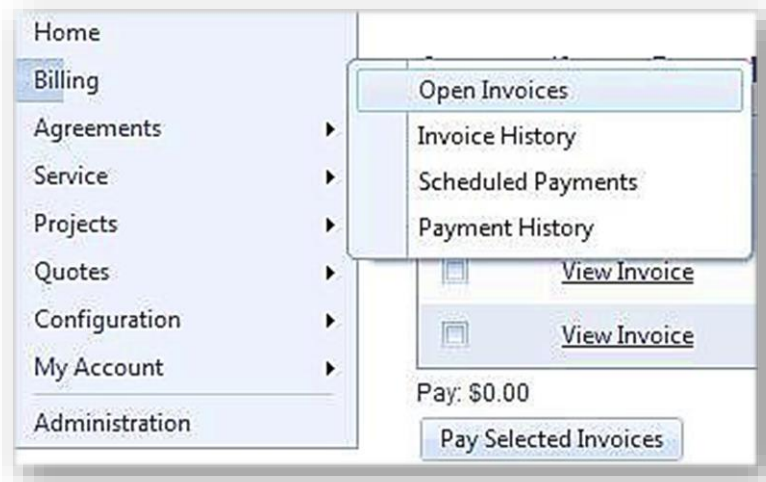 Home
Billing
Agreements
Service
Projects
Quotes
Configuration
My Account
Administration
Open Invoices
Invoice History
Scheduled Payments
Payment History
View Invoice
View Invoice
Pay: $0.00
Pay Selected Invoices